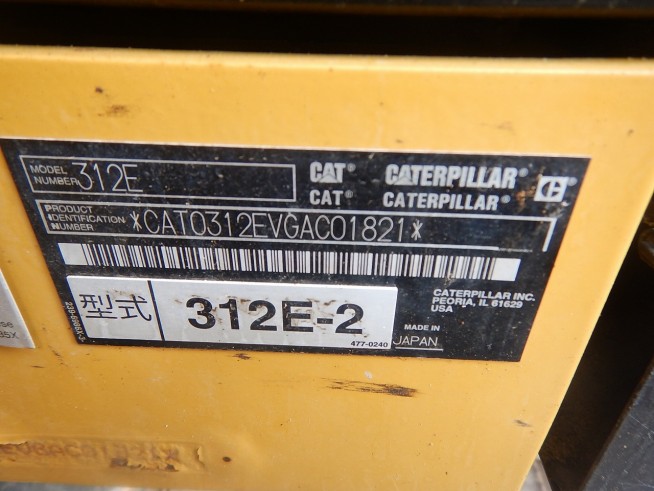 MODEL NUMBER 312E
CAT® CATERPILLAR®
CAT® CATERPILLAR®
PRODUCT IDENTIFICATION NUMBER *CAT0312EVGAC01821*
CATERPILLAR INC.
PEORIA, IL 61629
USA
型式 312E-2
477-0240
MADE IN
JAPAN